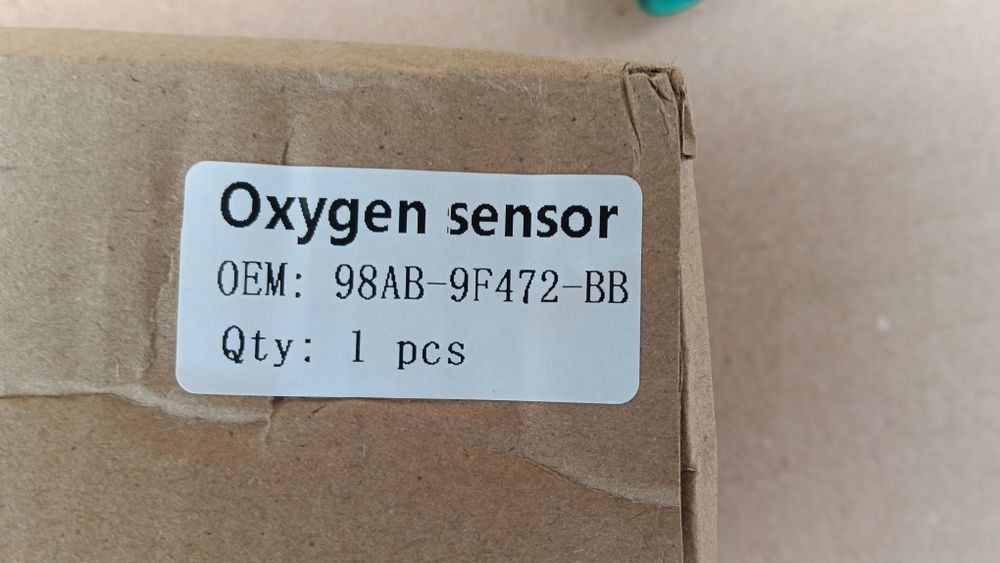 Oxygen sensor
OEM: 98AB-9F472-BB
Qty: 1 pcs